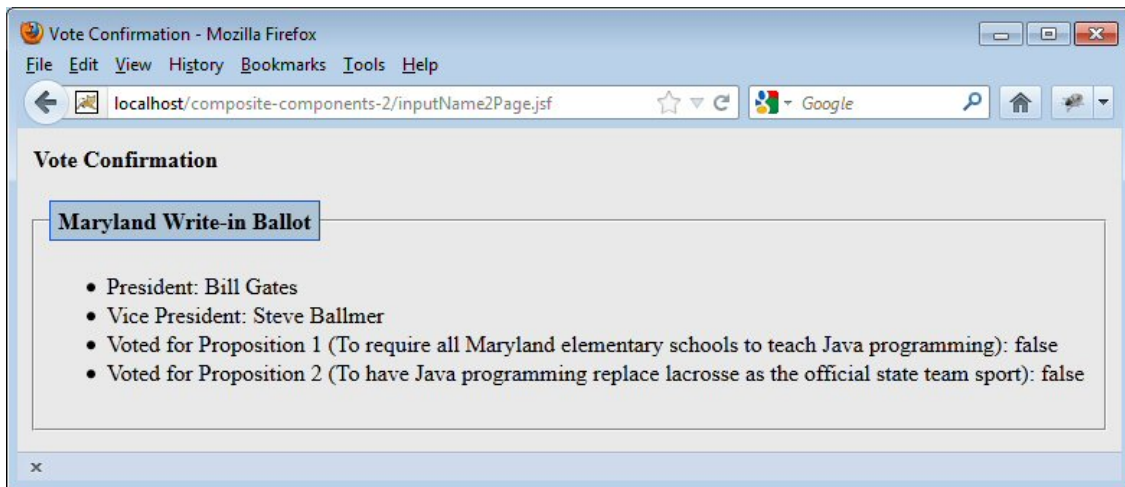 Vote Confirmation - Mozilla Firefox
File Edit View History Bookmarks Tools Help
localhost/composite-components-2/inputName2Page.jsf Google
Vote Confirmation
Maryland Write-in Ballot
President: Bill Gates
Vice President: Steve Ballmer
Voted for Proposition 1 (To require all Maryland elementary schools to teach Java programming): false
Voted for Proposition 2 (To have Java programming replace lacrosse as the official state team sport): false